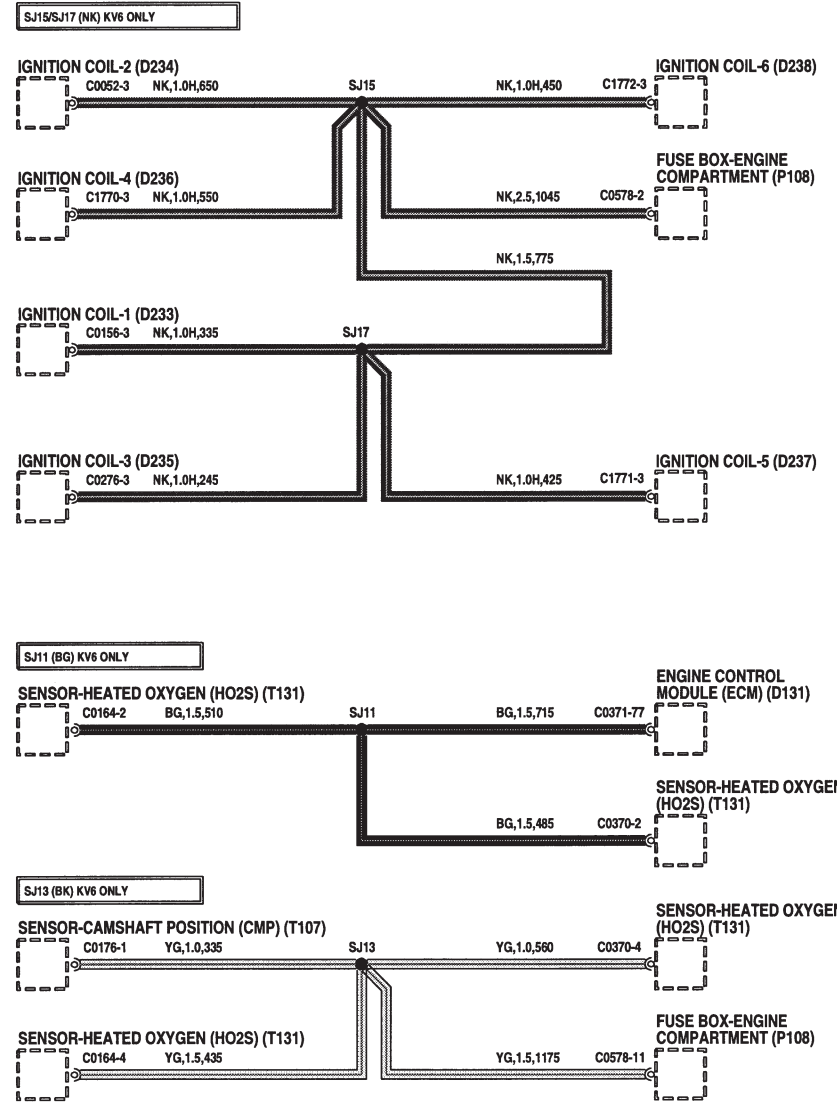 SJ15/SJ17 (NK) KV6 ONLY
IGNITION COIL-2 (D234)
C0052-3 NK,1.0H,650
SJ15
NK,1.0H,450 C1772-3
IGNITION COIL-6 (D238)
IGNITION COIL-4 (D236)
C1770-3 NK,1.0H,550
NK,2.5,1045 C0578-2
FUSE BOX-ENGINE
COMPARTMENT (P108)
NK,1.5,775
IGNITION COIL-1 (D233)
C0156-3 NK,1.0H,335
SJ17
IGNITION COIL-3 (D235)
C0276-3 NK,1.0H,245
NK,1.0H,425 C1771-3
IGNITION COIL-5 (D237)
SJ11 (BG) KV6 ONLY
SENSOR-HEATED OXYGEN (HO2S) (T131)
C0164-2 BG,1.5,510
SJ11
BG,1.5,715 C0371-77
ENGINE CONTROL
MODULE (ECM) (D131)
BG,1.5,485 C0370-2
SENSOR-HEATED OXYGEN
(HO2S) (T131)
SJ13 (BK) KV6 ONLY
SENSOR-CAMSHAFT POSITION (CMP) (T107)
C0176-1 YG,1.0,335
SJ13
YG,1.0,560 C0370-4
SENSOR-HEATED OXYGEN
(HO2S) (T131)
SENSOR-HEATED OXYGEN (HO2S) (T131)
C0164-4 YG,1.5,435
YG,1.5,1175 C0578-11
FUSE BOX-ENGINE
COMPARTMENT (P108)